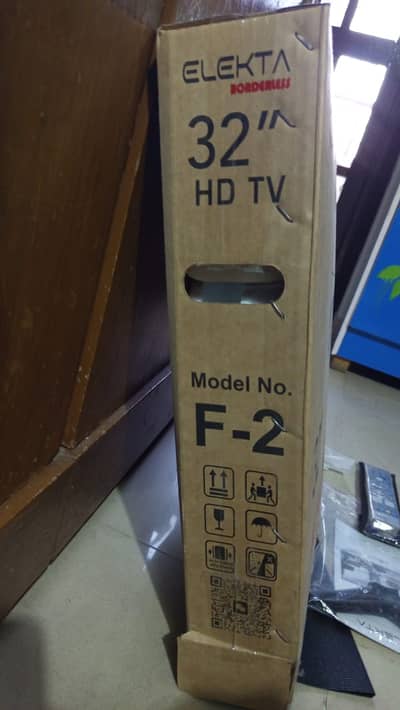 ELEKTA
BORDERLESS
32"
HD TV
Model No.
F-2